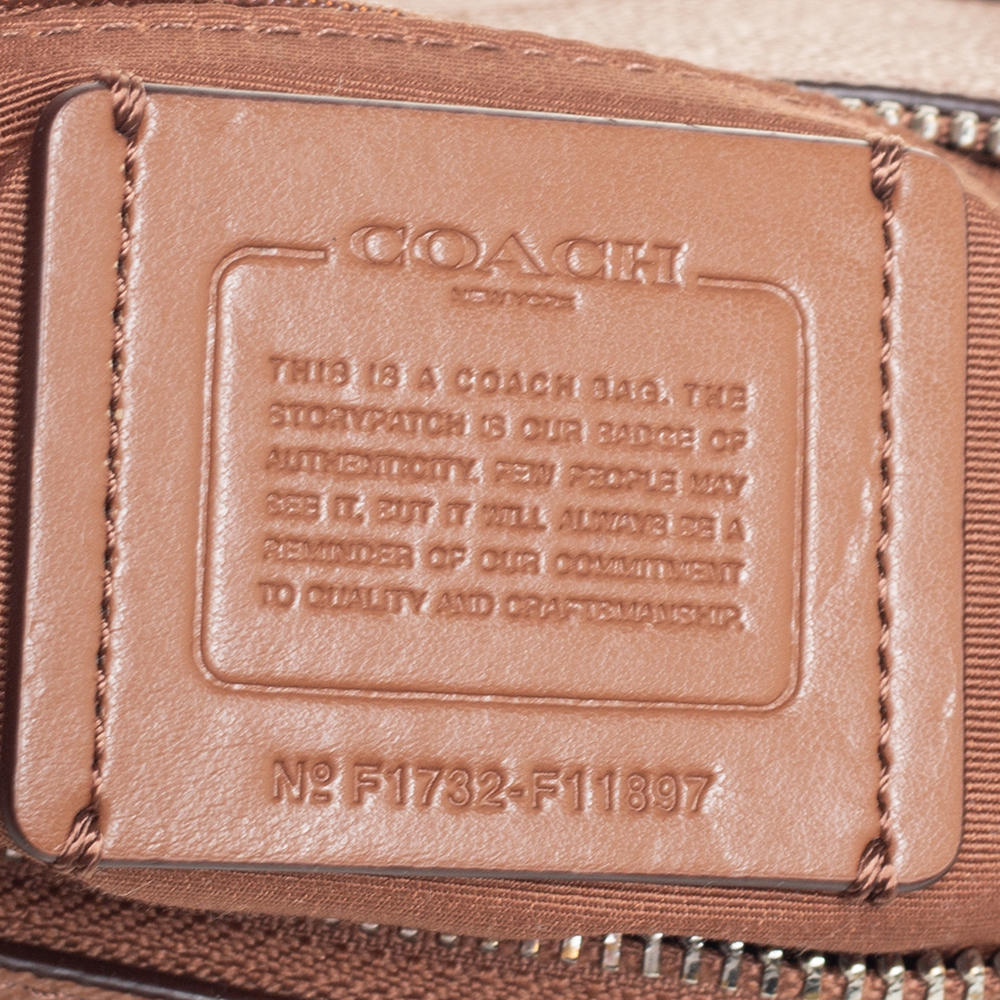 COACH
NEW YORK
THIS IS A COACH BAG. THE
STORYPATCH IS OUR BADGE OF
AUTHENTICITY. FEW PEOPLE MAY
SEE IT, BUT IT WILL ALWAYS BE A
REMINDER OF OUR COMMITMENT
TO QUALITY AND CRAFTSMANSHIP.
Nº F1732-F11897